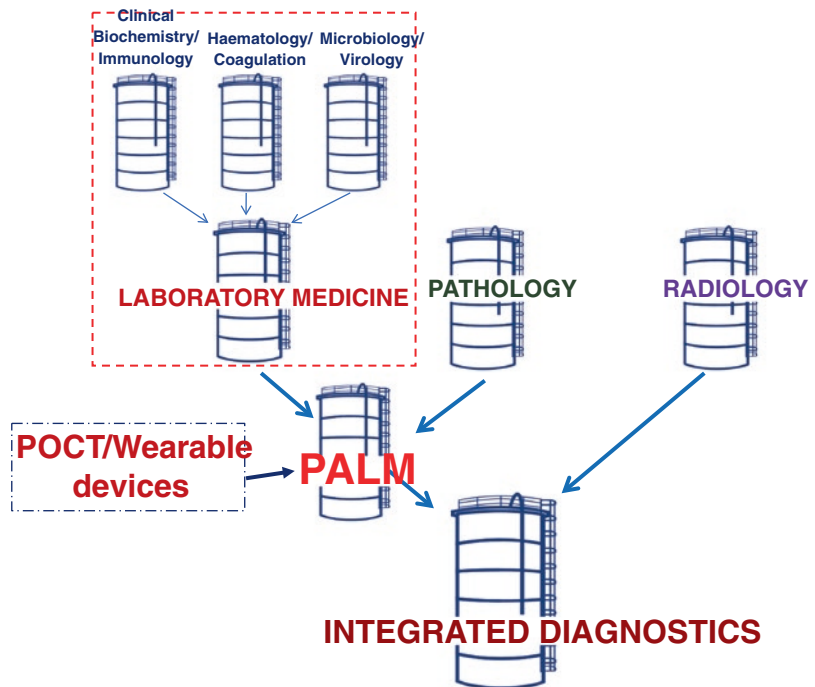 Clinical
Biochemistry/
Immunology
Haematology/
Coagulation
Microbiology/
Virology
LABORATORY MEDICINE
PATHOLOGY
RADIOLOGY
POCT/Wearable
devices
PALM
INTEGRATED DIAGNOSTICS